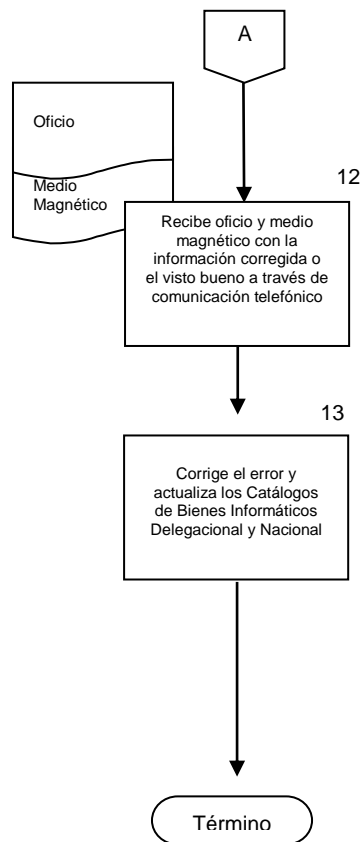 A
Oficio
Medio
Magnético
12
Recibe oficio y medio
magnético con la
información corregida o
el visto bueno a través de
comunicación telefónico
13
Corrige el error y
actualiza los Catálogos
de Bienes Informáticos
Delegacional y Nacional
Término